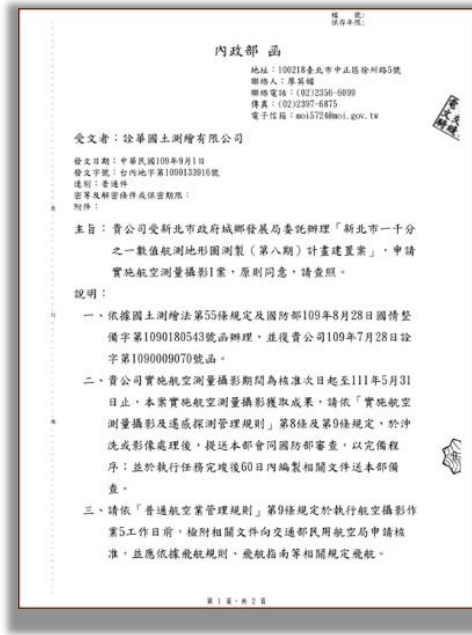 檔　　號:
保存年限:
內政部 函
地址：100218臺北市中正區徐州路5號
聯絡人：廖英媚
聯絡電話：(02)2356-6099
傳真：(02)2397-6875
電子信箱：moi5724@moi.gov.tw
受文者：詮華國土測繪有限公司
發文日期：中華民國109年9月1日
發文字號：台內地字第1090133916號
速別：普通件
密等及解密條件或保密期限：
附件：
主旨：貴公司受新北市政府城鄉發展局委託辦理「新北市一千分
之一數值航測地形圖測製（第八期）計畫建置案」，申請
實施航空測量攝影1案，原則同意，請查照。
說明：
一、依據國土測繪法第55條規定及國防部109年8月28日國情整
備字第1090180543號函辦理，並復貴公司109年7月28日詮
字第1090009070號函。
二、貴公司實施航空測量攝影期間為核准次日起至111年5月31
日止，本案實施航空測量攝影獲取成果，請依「實施航空
測量攝影及遙感探測管理規則」第8條及第9條規定，於沖
洗或影像處理後，提送本部會同國防部審查，以完備程
序；並於執行任務完竣後60日內編製相關文件送本部備
查。
三、請依「普通航空業管理規則」第9條規定於執行航空攝影作
業5工作日前，檢附相關文件向交通部民用航空局申請核
准，並應依據飛航規則、飛航指南等相關規定飛航。
第 1 頁，共 2 頁